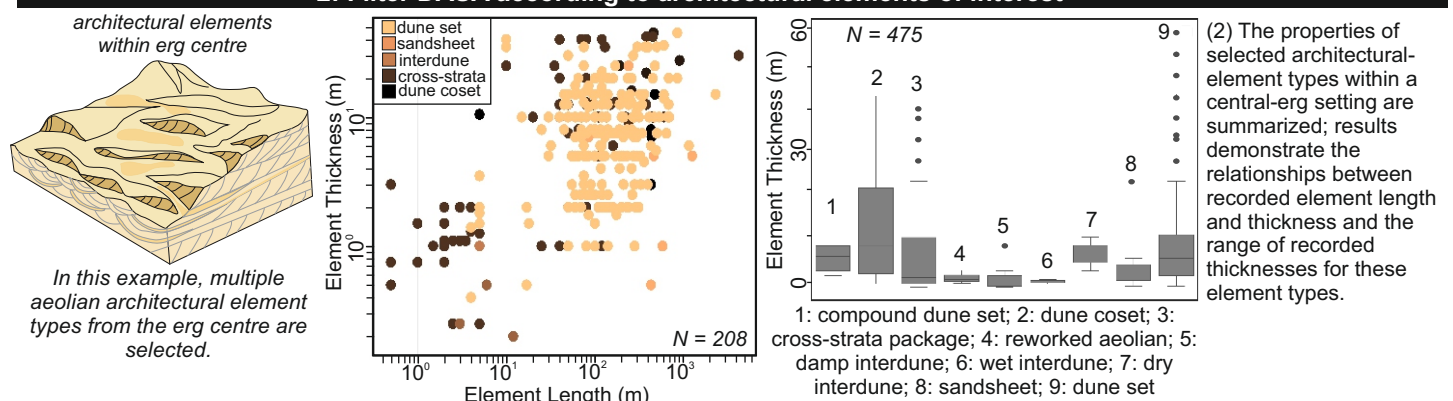 architectural elements
within erg centre
In this example, multiple
aeolian architectural element
types from the erg centre are
selected.
Element Thickness (m)
10¹
10⁰
dune set
sandsheet
interdune
cross-strata
dune coset
N = 208
10⁰ 10¹ 10² 10³
Element Length (m)
Element Thickness (m)
60
30
0
N = 475
1
2
3
4
5
6
7
8
9
1: compound dune set; 2: dune coset; 3:
cross-strata package; 4: reworked aeolian; 5:
damp interdune; 6: wet interdune; 7: dry
interdune; 8: sandsheet; 9: dune set
(2) The properties of
selected architectural-
element types within a
central-erg setting are
summarized; results
demonstrate the
relationships between
recorded element length
and thickness and the
range of recorded
thicknesses for these
element types.